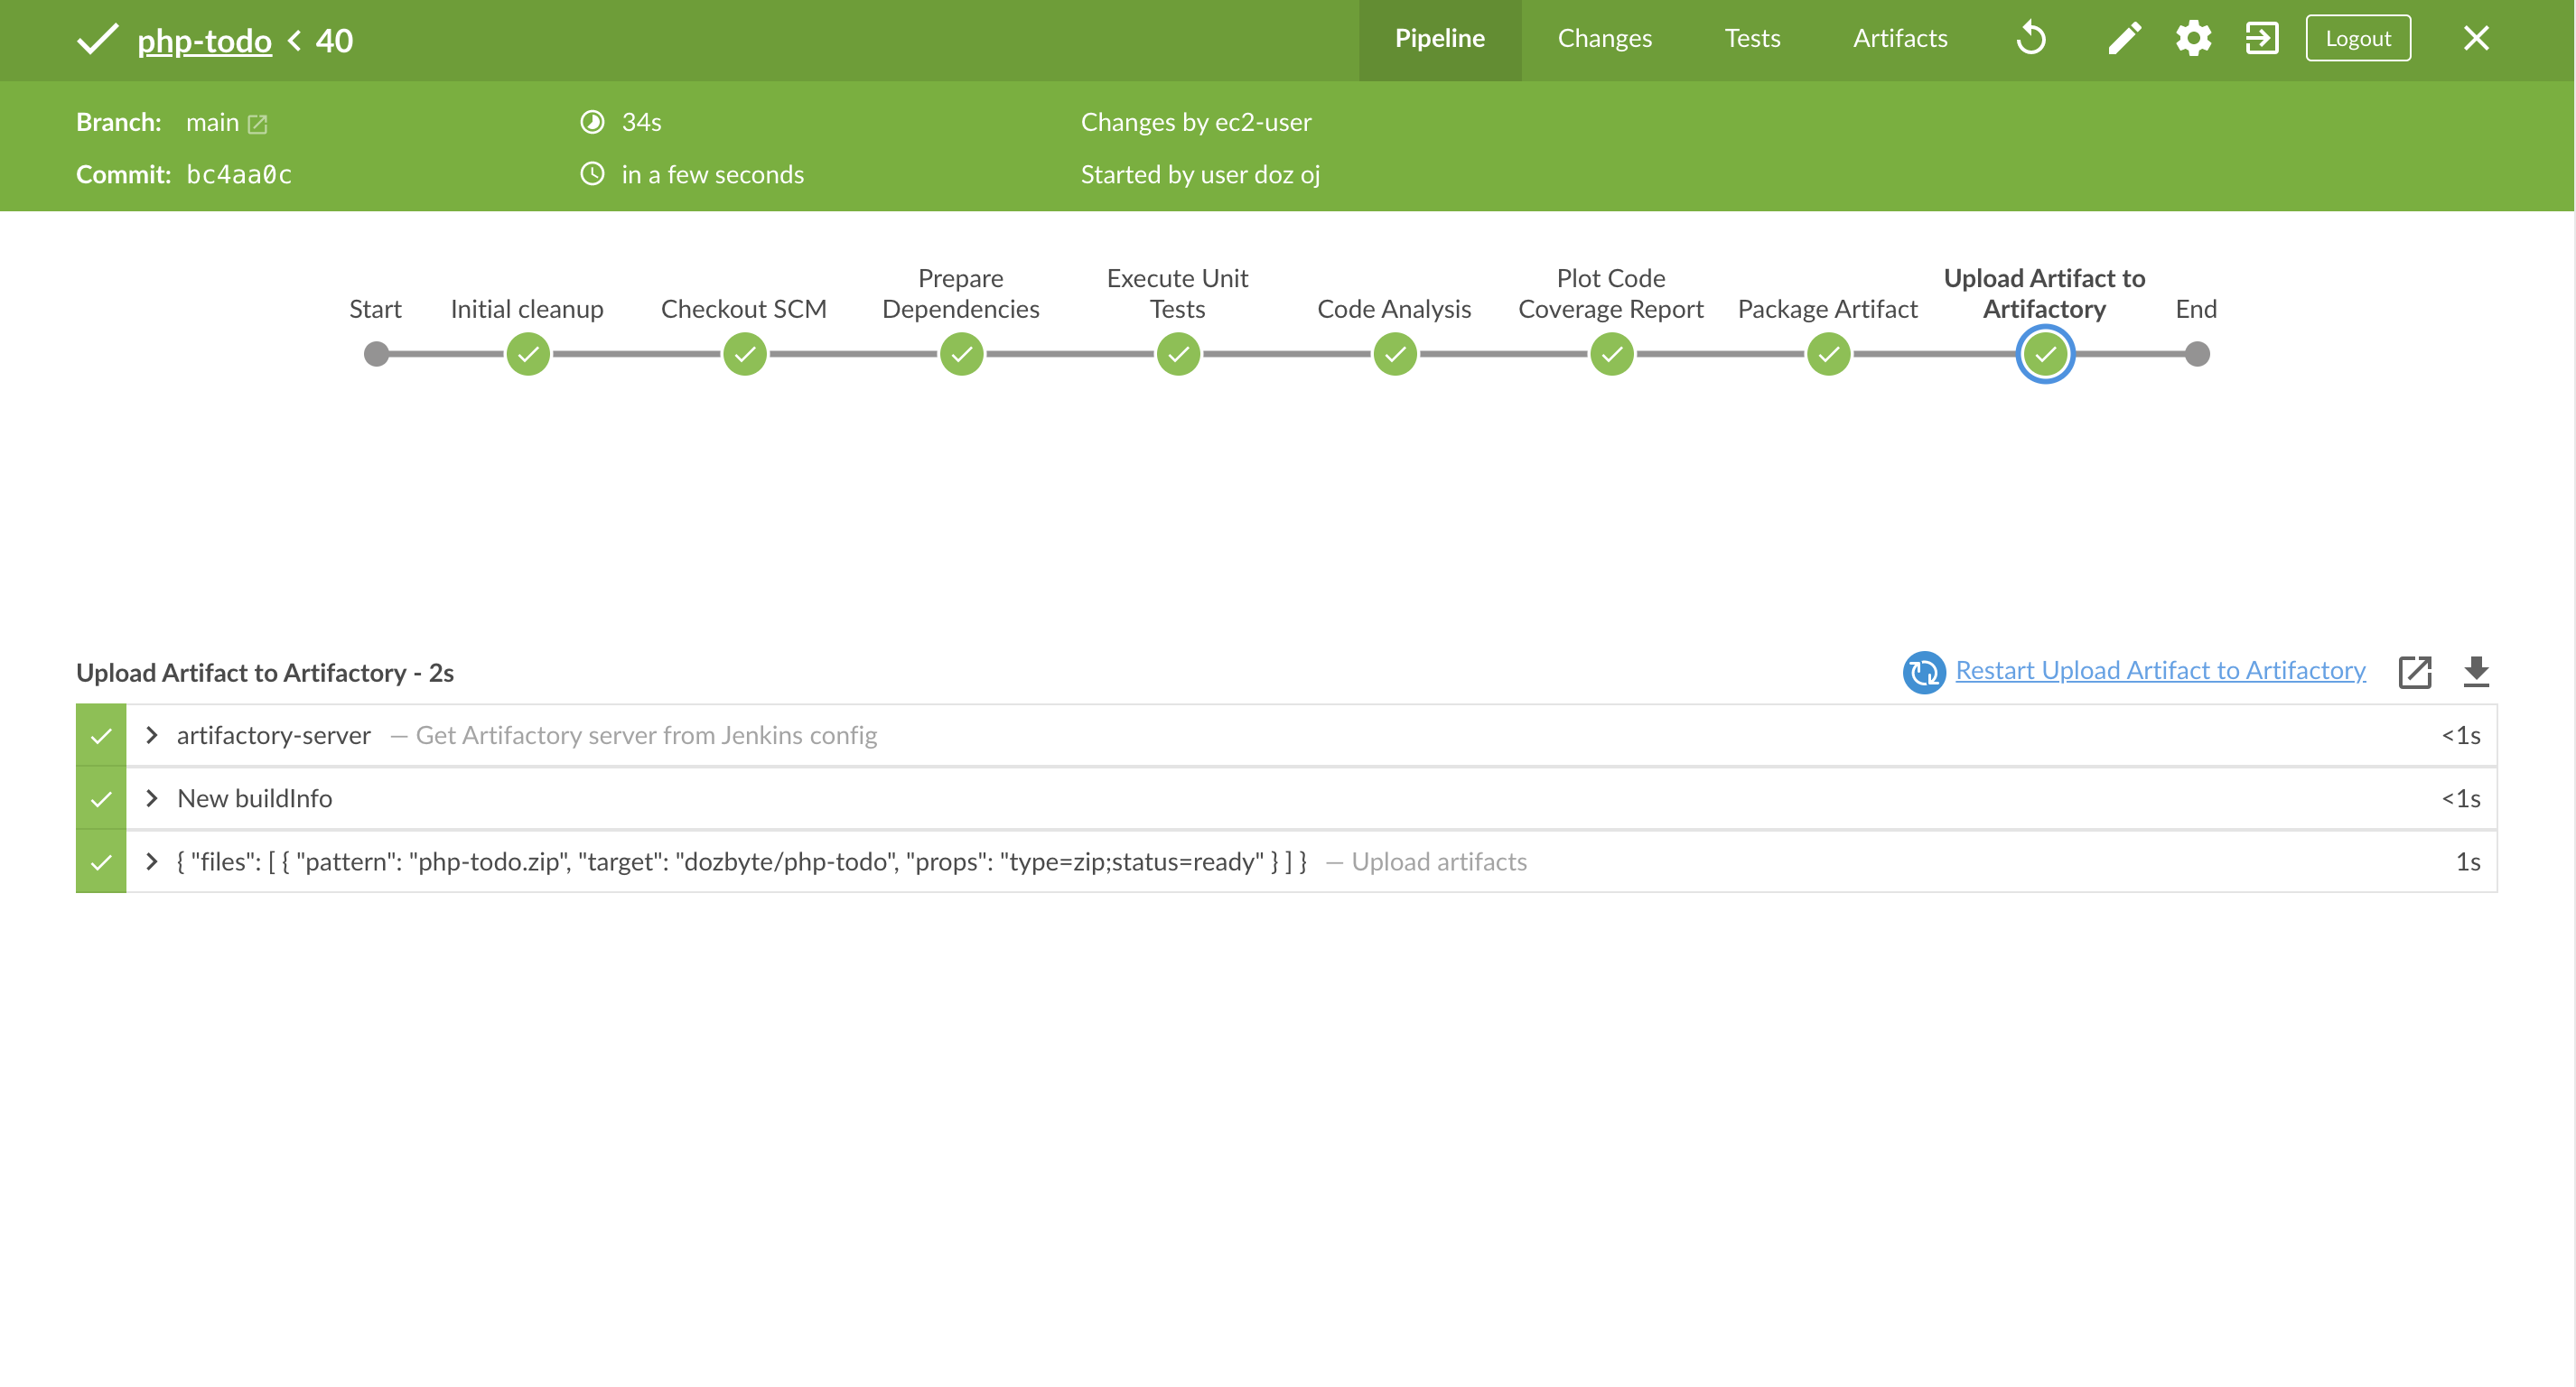 php-todo < 40
Pipeline
Changes
Tests
Artifacts
Logout
Branch: main
34s
Changes by ec2-user
Commit: bc4aa0c
in a few seconds
Started by user doz oj
Start
Initial cleanup
Checkout SCM
Prepare
Dependencies
Execute Unit
Tests
Code Analysis
Plot Code
Coverage Report
Package Artifact
Upload Artifact to
Artifactory
End
Upload Artifact to Artifactory - 2s
Restart Upload Artifact to Artifactory
artifactory-server — Get Artifactory server from Jenkins config <1s
New buildInfo <1s
{ "files": [ { "pattern": "php-todo.zip", "target": "dozbyte/php-todo", "props": "type=zip;status=ready" } ] } — Upload artifacts 1s